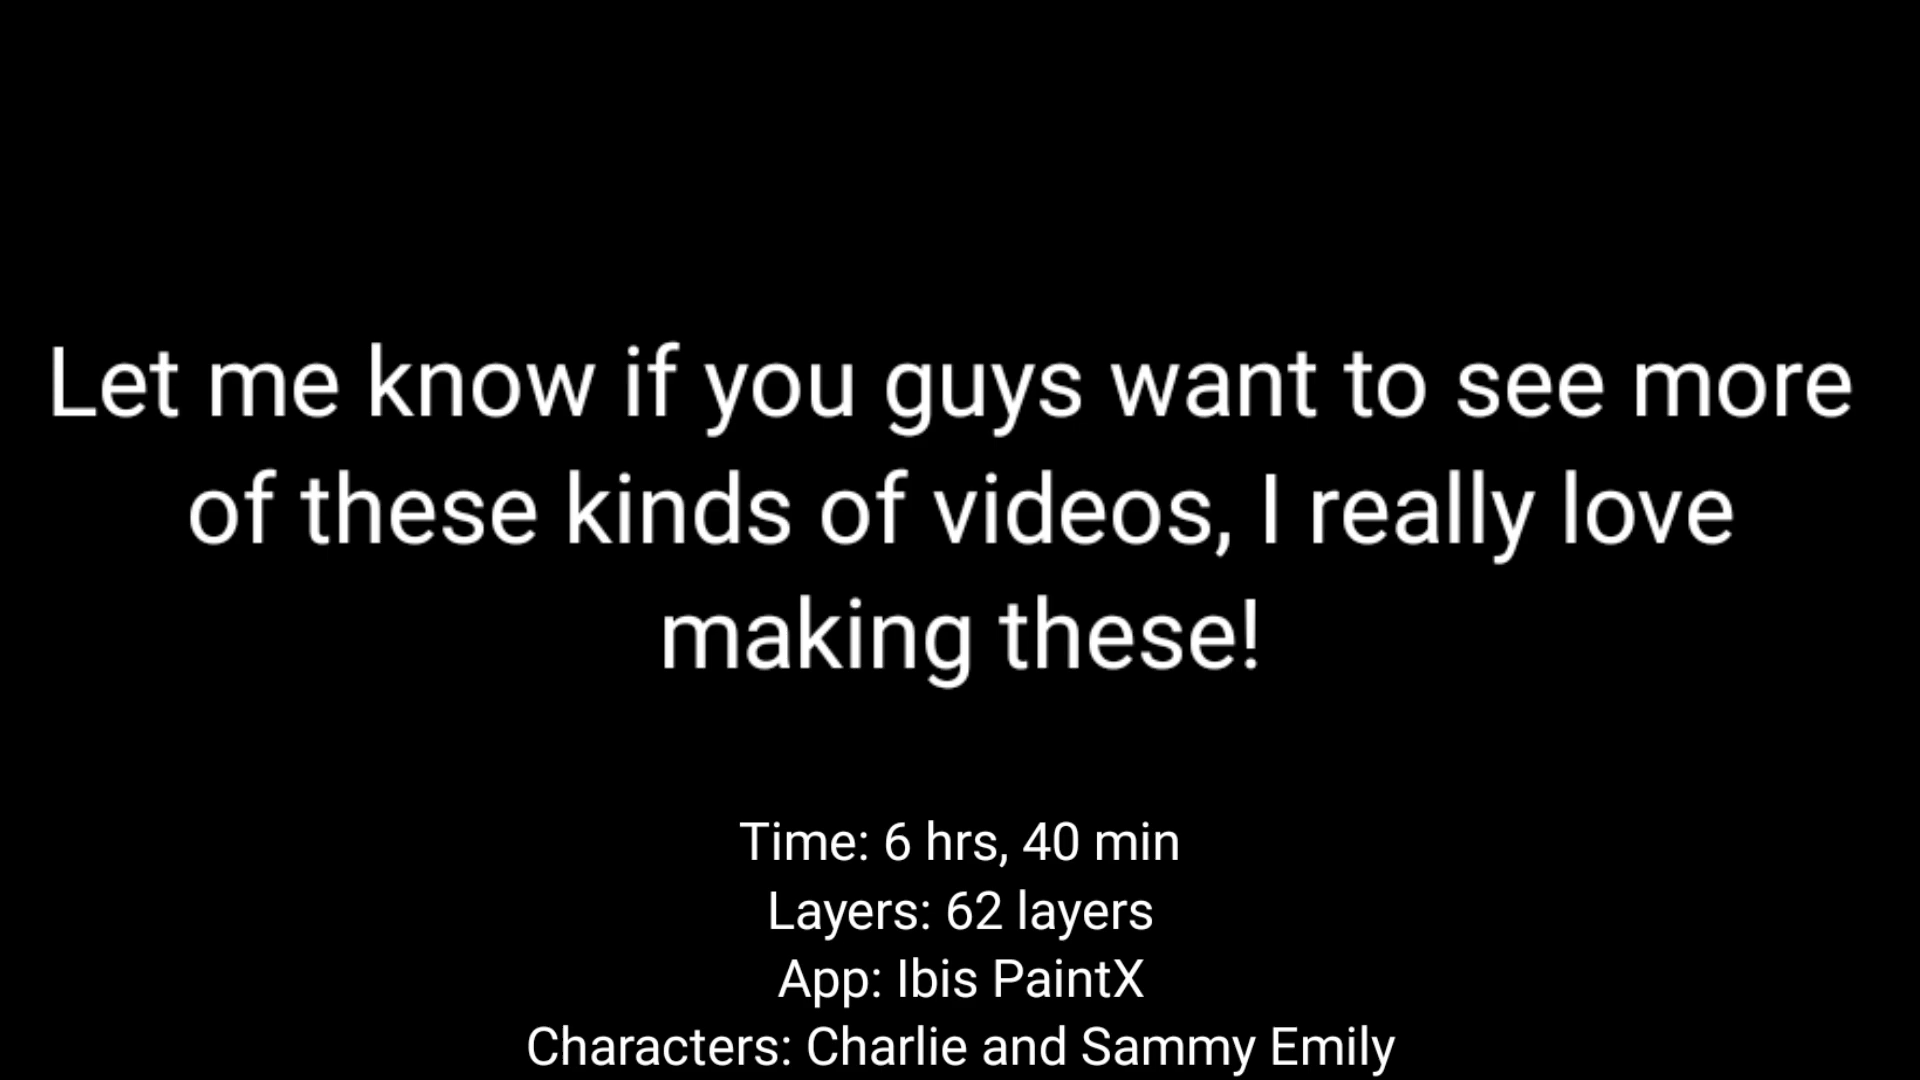 Let me know if you guys want to see more
of these kinds of videos, I really love
making these!
Time: 6 hrs, 40 min
Layers: 62 layers
App: Ibis PaintX
Characters: Charlie and Sammy Emily